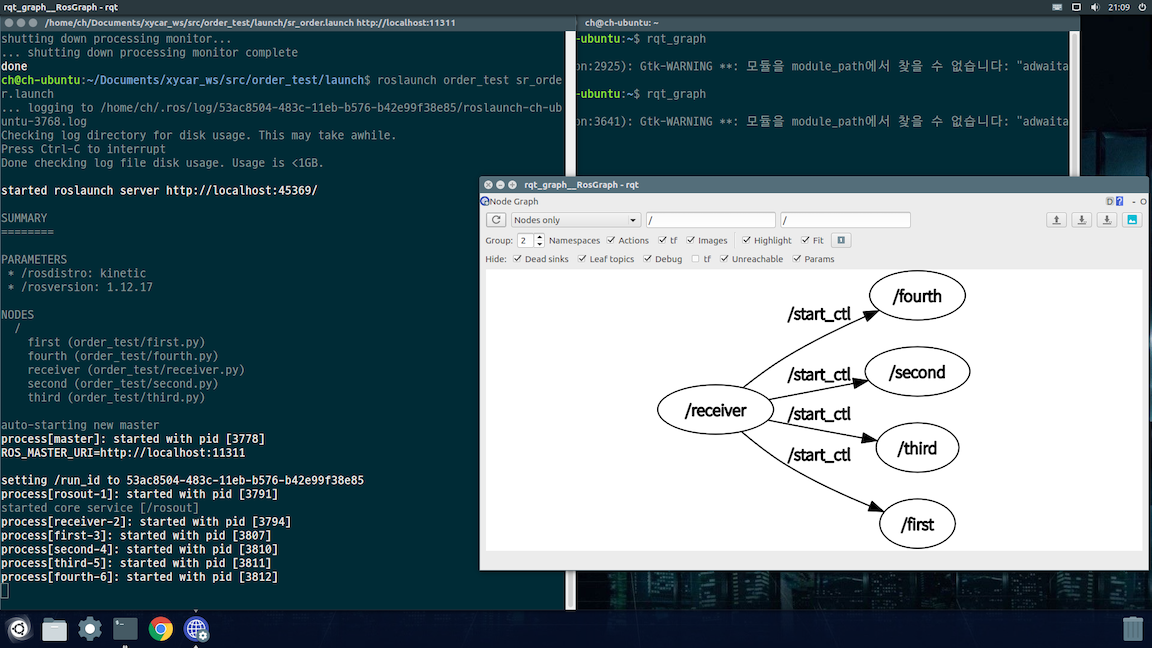 rqt_graph__RosGraph - rqt
21:09
/home/ch/Documents/xycar_ws/src/order_test/launch/sr_order.launch http://localhost:11311
shutting down processing monitor...
... shutting down processing monitor complete
done
ch@ch-ubuntu:~/Documents/xycar_ws/src/order_test/launch$ roslaunch order_test sr_orde
r.launch
... logging to /home/ch/.ros/log/53ac8504-483c-11eb-b576-b42e99f38e85/roslaunch-ch-ub
untu-3768.log
Checking log directory for disk usage. This may take awhile.
Press Ctrl-C to interrupt
Done checking log file disk usage. Usage is <1GB.
started roslaunch server http://localhost:45369/
SUMMARY
========
PARAMETERS
* /rosdistro: kinetic
* /rosversion: 1.12.17
NODES
/
first (order_test/first.py)
fourth (order_test/fourth.py)
receiver (order_test/receiver.py)
second (order_test/second.py)
third (order_test/third.py)
auto-starting new master
process[master]: started with pid [3778]
ROS_MASTER_URI=http://localhost:11311
setting /run_id to 53ac8504-483c-11eb-b576-b42e99f38e85
process[rosout-1]: started with pid [3791]
started core service [/rosout]
process[receiver-2]: started with pid [3794]
process[first-3]: started with pid [3807]
process[second-4]: started with pid [3810]
process[third-5]: started with pid [3811]
process[fourth-6]: started with pid [3812]
ch@ch-ubuntu: ~
-ubuntu:~$ rqt_graph
on:2925): Gtk-WARNING **: 모듈을 module_path에서 찾을 수 없습니다: "adwaita
-ubuntu:~$ rqt_graph
on:3641): Gtk-WARNING **: 모듈을 module_path에서 찾을 수 없습니다: "adwaita
rqt_graph__RosGraph - rqt
Node Graph
D ? - O
Nodes only / /
Group: 2 Namespaces Actions tf Images Highlight Fit
Hide: Dead sinks Leaf topics Debug tf Unreachable Params
/fourth
/start_ctl
/second
/start_ctl
/receiver
/start_ctl
/third
/start_ctl
/first